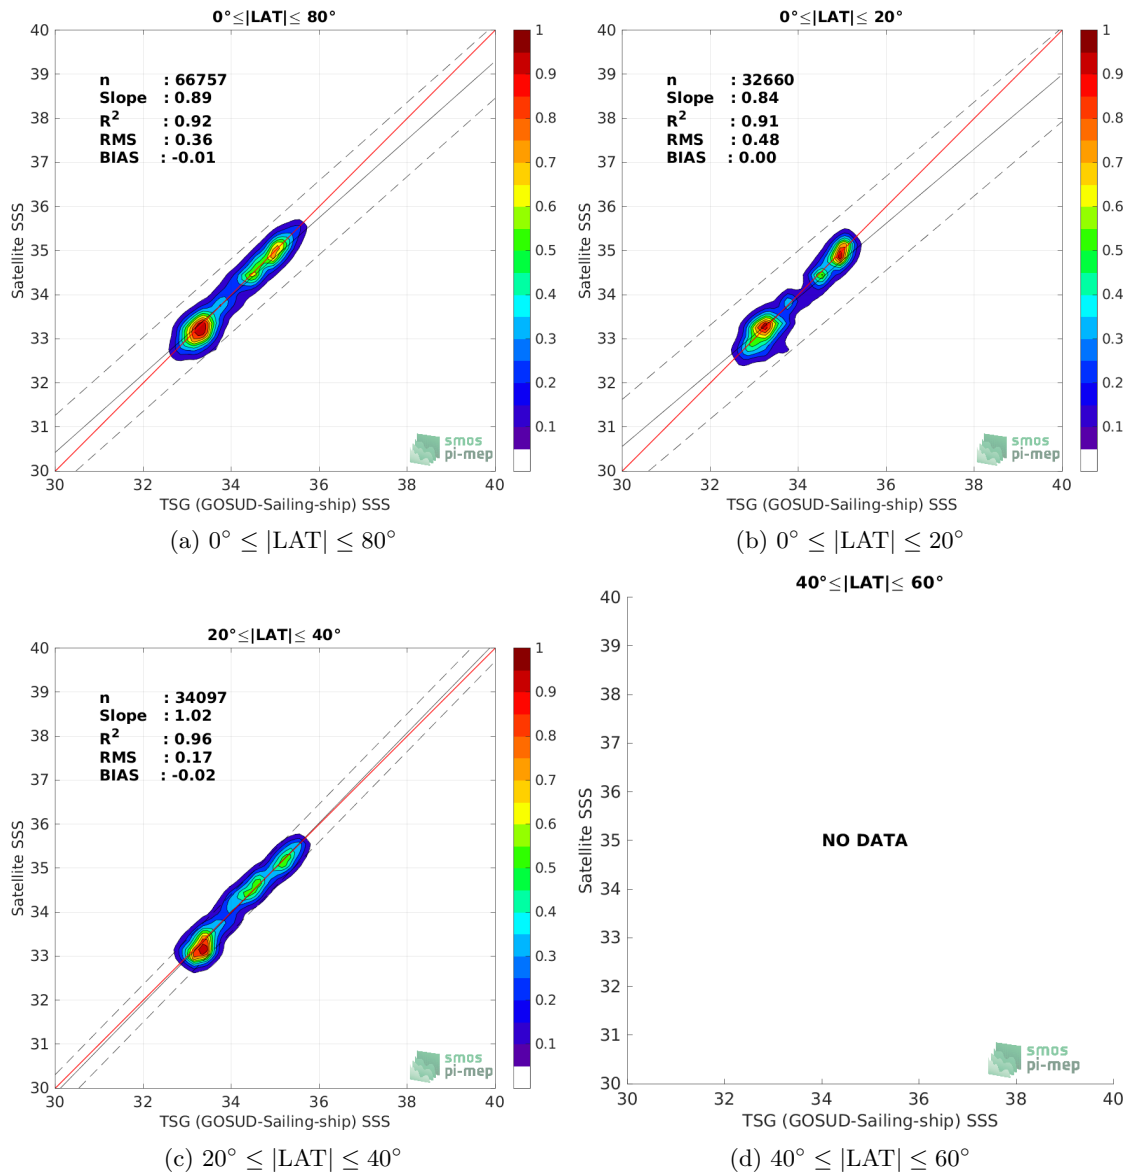 0°≤|LAT|≤ 80°
40
39
38
37
36
35
34
33
32
31
30
Satellite SSS
n : 66757
Slope : 0.89
R² : 0.92
RMS : 0.36
BIAS : -0.01
1
0.9
0.8
0.7
0.6
0.5
0.4
0.3
0.2
0.1
smos
pi-mep
30 32 34 36 38 40
TSG (GOSUD-Sailing-ship) SSS
(a) 0° ≤ |LAT| ≤ 80°
0°≤|LAT|≤ 20°
40
39
38
37
36
35
34
33
32
31
30
Satellite SSS
n : 32660
Slope : 0.84
R² : 0.91
RMS : 0.48
BIAS : 0.00
1
0.9
0.8
0.7
0.6
0.5
0.4
0.3
0.2
0.1
smos
pi-mep
30 32 34 36 38 40
TSG (GOSUD-Sailing-ship) SSS
(b) 0° ≤ |LAT| ≤ 20°
20°≤|LAT|≤ 40°
40
39
38
37
36
35
34
33
32
31
30
Satellite SSS
n : 34097
Slope : 1.02
R² : 0.96
RMS : 0.17
BIAS : -0.02
1
0.9
0.8
0.7
0.6
0.5
0.4
0.3
0.2
0.1
smos
pi-mep
30 32 34 36 38 40
TSG (GOSUD-Sailing-ship) SSS
(c) 20° ≤ |LAT| ≤ 40°
40°≤|LAT|≤ 60°
40
39
38
37
36
35
34
33
32
31
30
Satellite SSS
NO DATA
smos
pi-mep
30 32 34 36 38 40
TSG (GOSUD-Sailing-ship) SSS
(d) 40° ≤ |LAT| ≤ 60°